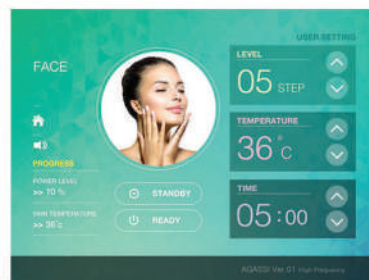 USER SETTING
FACE
LEVEL
05 STEP
TEMPERATURE
36°C
TIME
05:00
PROGRESS
POWER LEVEL
>> 10 %
SKIN TEMPERATURE
>> 36°c
STANDBY
READY
AGASSI Ver.01 High Frequency